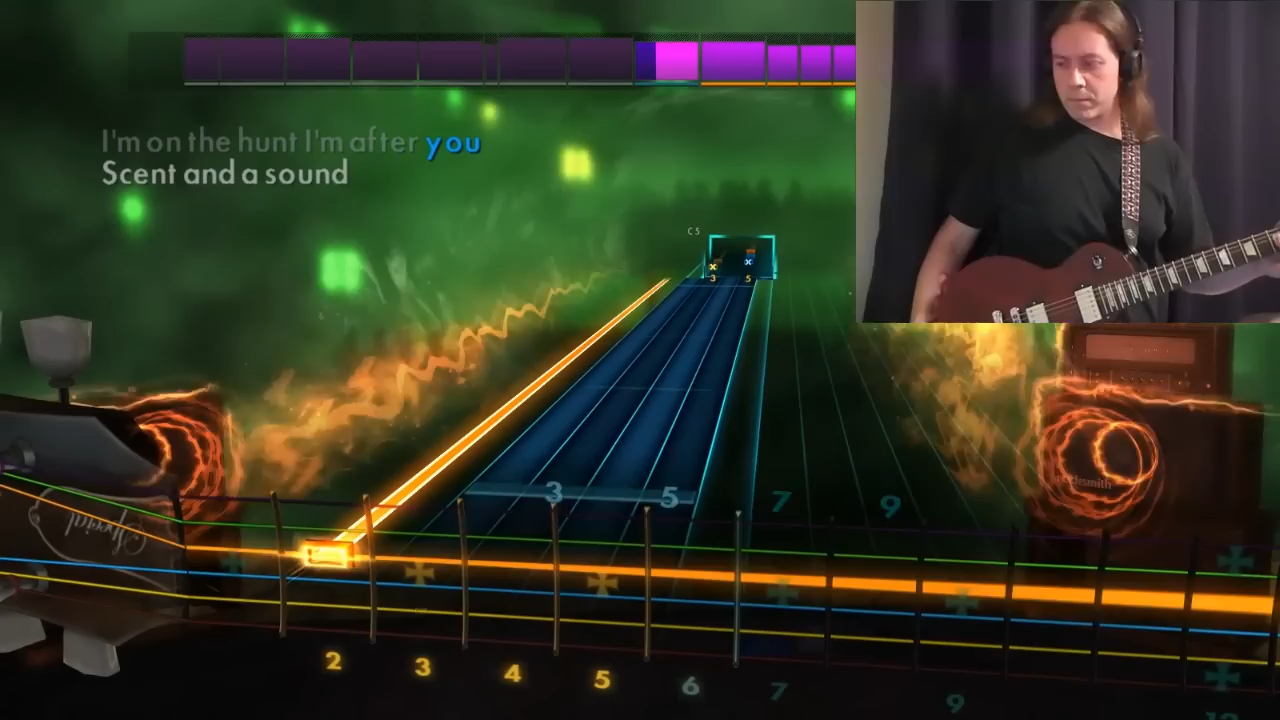 I'm on the hunt I'm after you
Scent and a sound
C5
3 5
3 5 7 9
2 3 4 5 6 7 9
Special